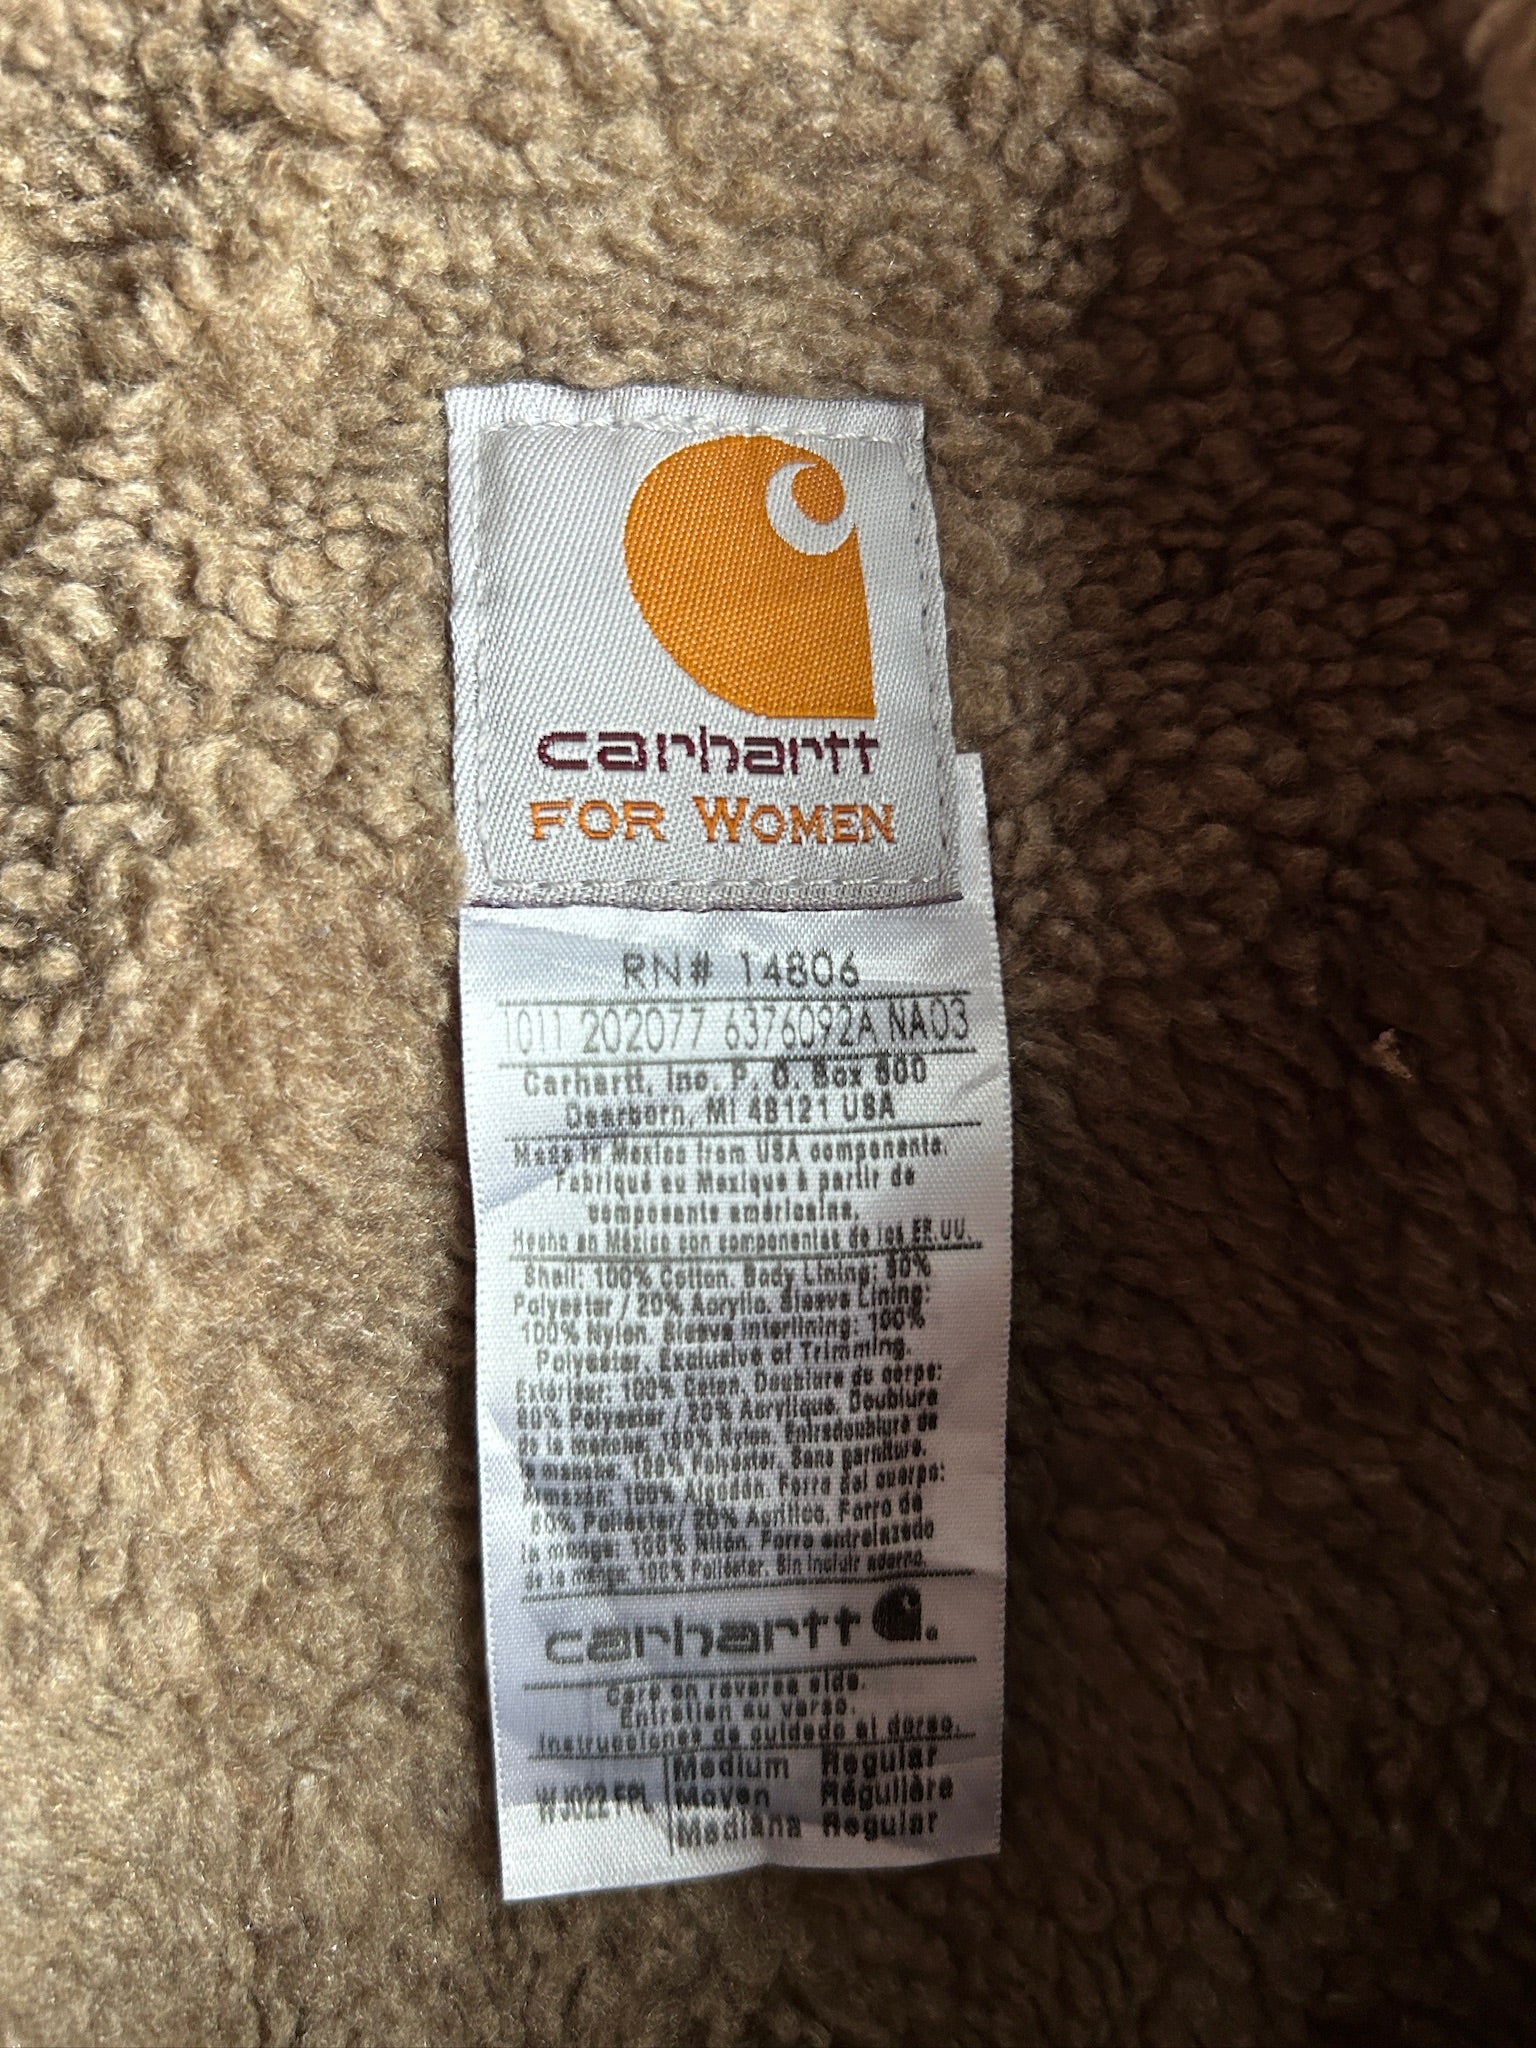 carhartt
FOR WOMEN
RN# 14806
1011 202077 6376092A NA03
Carhartt, Inc. P. O. Box 600
Dearborn, MI 48121 USA
Made in Mexico from USA components.
Fabriqué au Mexique à partir de
composante américains.
Hecho en México con componentes de los EE.UU.
Shell: 100% Cotton. Body Lining: 80%
Polyester / 20% Acrylic. Sleeve Lining:
100% Nylon. Sleeve Interlining: 100%
Polyester. Exclusive of Trimming.
Extérieur: 100% Coton. Doublure du corps:
80% Polyester / 20% Acrylique. Doublure
de la manche: 100% Nylon. Entredoublure de
la manche: 100% Polyester. Sans garniture.
Armazón: 100% Algodon. Forro del cuerpo:
80% Poliéster/ 20% Acrilico. Forro de
la manga: 100% Nilón. Forro entrelazado
de la manga: 100% Poliéster. Sin incluir adorno.
carhartt
Care on reverse side.
Entretien au verso.
Instrucciones de cuidado al dorso.
WJ022 FPL
Medium Regular
Moyen Régulière
Mediana Regular